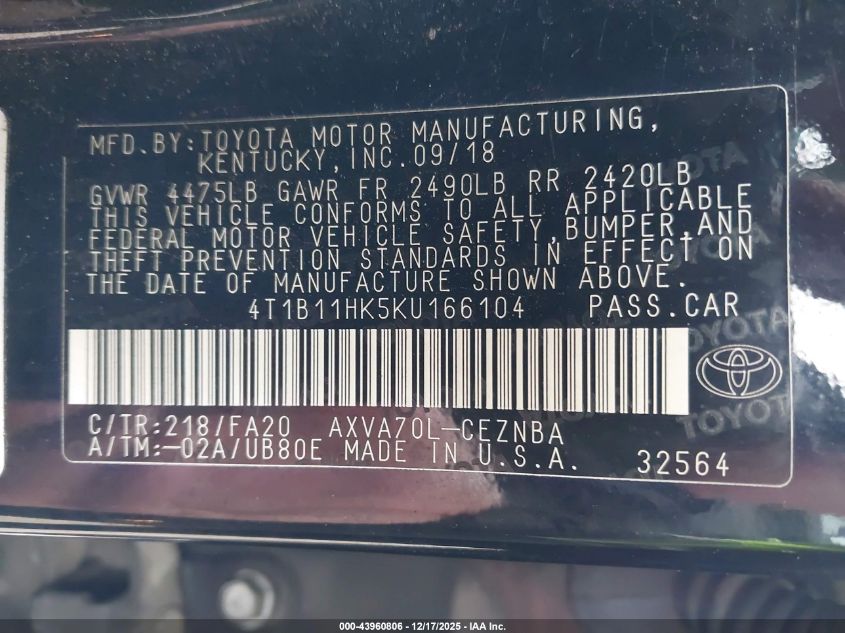 MFD.BY:TOYOTA MOTOR MANUFACTURING,
KENTUCKY,INC.09/18
GVWR 4475LB GAWR FR 2490LB RR 2420LB
THIS VEHICLE CONFORMS TO ALL APPLICABLE
FEDERAL MOTOR VEHICLE SAFETY,BUMPER,AND
THEFT PREVENTION STANDARDS IN EFFECT ON
THE DATE OF MANUFACTURE SHOWN ABOVE.
4T1B11HK5KU166104 PASS.CAR
TOYOTA
TOYOTA
C/TR:218/FA20 AXVA70L-CEZNBA
A/TM:-02A/UB80E MADE IN U.S.A. 32564
000-43960806 - 12/17/2025 - IAA Inc.